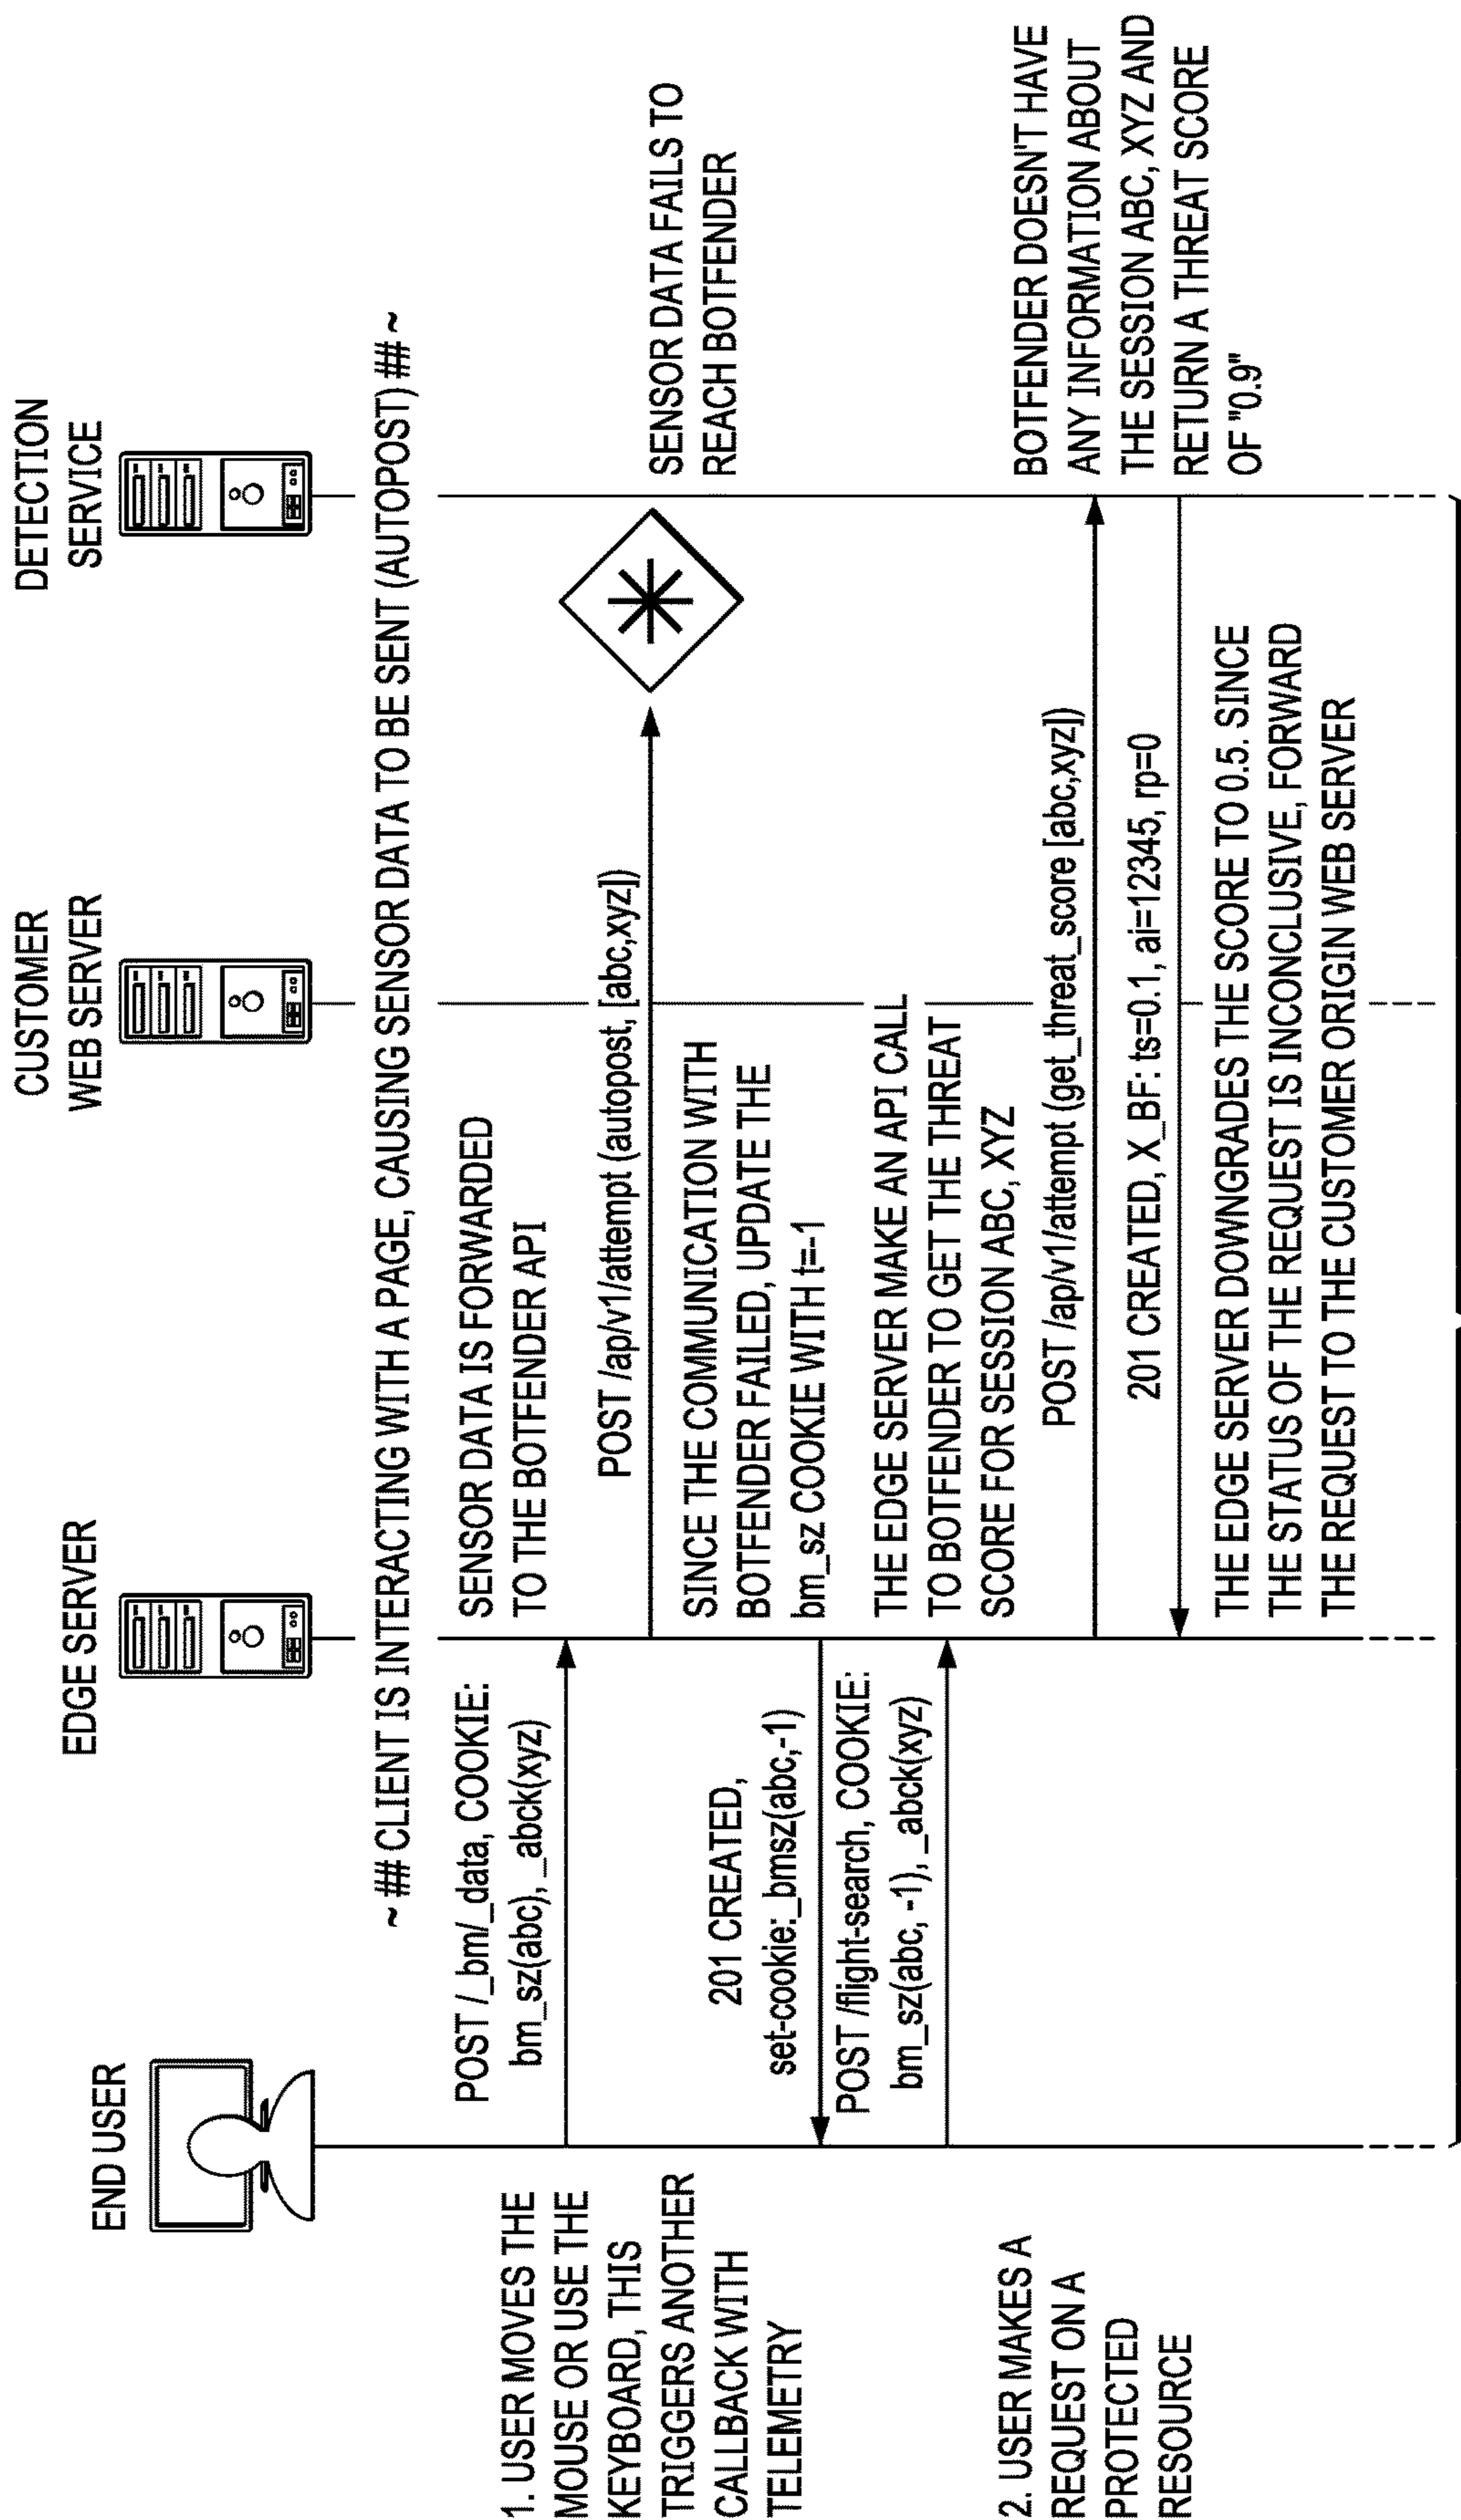 END USER
EDGE SERVER
CUSTOMER
WEB SERVER
DETECTION
SERVICE
~ ## CLIENT IS INTERACTING WITH A PAGE, CAUSING SENSOR DATA TO BE SENT (AUTOPOST) ## ~
1. USER MOVES THE
MOUSE OR USE THE
KEYBOARD, THIS
TRIGGERS ANOTHER
CALLBACK WITH
TELEMETRY
POST /_bm/_data, COOKIE:
bm_sz(abc), _abck(xyz)
SENSOR DATA IS FORWARDED
TO THE BOTFENDER API
POST /ap/v1/attempt (autopost, [abc,xyz])
SENSOR DATA FAILS TO
REACH BOTFENDER
SINCE THE COMMUNICATION WITH
BOTFENDER FAILED, UPDATE THE
bm_sz COOKIE WITH t=-1
201 CREATED,
set-cookie:_bmsz(abc,-1)
2. USER MAKES A
REQUEST ON A
PROTECTED
RESOURCE
POST /flight-search, COOKIE:
bm_sz(abc, -1), _abck(xyz)
THE EDGE SERVER MAKE AN API CALL
TO BOTFENDER TO GET THE THREAT
SCORE FOR SESSION ABC, XYZ
POST /ap/v1/attempt (get_threat_score [abc,xyz])
BOTFENDER DOESN'T HAVE
ANY INFORMATION ABOUT
THE SESSION ABC, XYZ AND
RETURN A THREAT SCORE
OF "0.9"
201 CREATED, X_BF: ts=0.1, ai=12345, rp=0
THE EDGE SERVER DOWNGRADES THE SCORE TO 0.5. SINCE
THE STATUS OF THE REQUEST IS INCONCLUSIVE, FORWARD
THE REQUEST TO THE CUSTOMER ORIGIN WEB SERVER